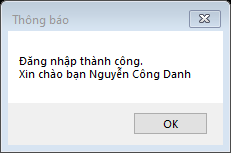 Thông báo
Đăng nhập thành công.
Xin chào bạn Nguyễn Công Danh
OK